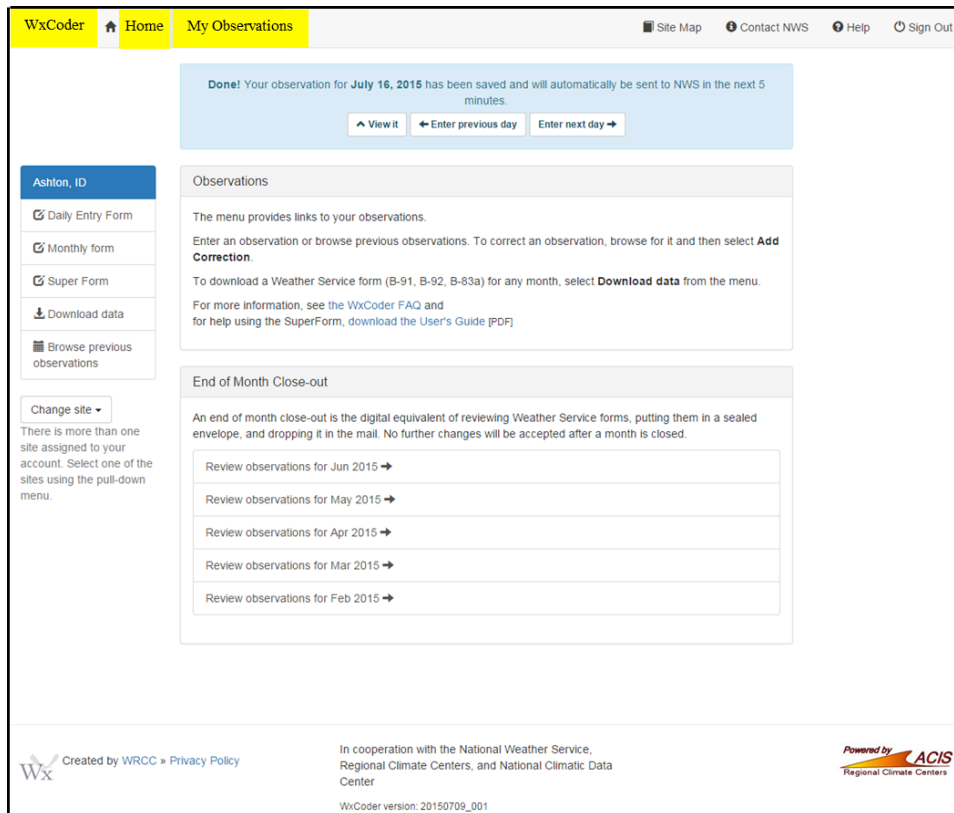 WxCoder Home My Observations Site Map Contact NWS Help Sign Out
Done! Your observation for July 16, 2015 has been saved and will automatically be sent to NWS in the next 5
minutes.
View it Enter previous day Enter next day
Ashton, ID
Daily Entry Form
Monthly form
Super Form
Download data
Browse previous
observations
Change site
There is more than one
site assigned to your
account. Select one of the
sites using the pull-down
menu.
Observations
The menu provides links to your observations.
Enter an observation or browse previous observations. To correct an observation, browse for it and then select Add
Correction.
To download a Weather Service form (B-91, B-92, B-83a) for any month, select Download data from the menu.
For more information, see the WxCoder FAQ and
for help using the SuperForm, download the User's Guide [PDF]
End of Month Close-out
An end of month close-out is the digital equivalent of reviewing Weather Service forms, putting them in a sealed
envelope, and dropping it in the mail. No further changes will be accepted after a month is closed.
Review observations for Jun 2015
Review observations for May 2015
Review observations for Apr 2015
Review observations for Mar 2015
Review observations for Feb 2015
Wx Created by WRCC » Privacy Policy
In cooperation with the National Weather Service,
Regional Climate Centers, and National Climatic Data
Center
WxCoder version: 20150709_001
Powered by
ACIS
Regional Climate Centers